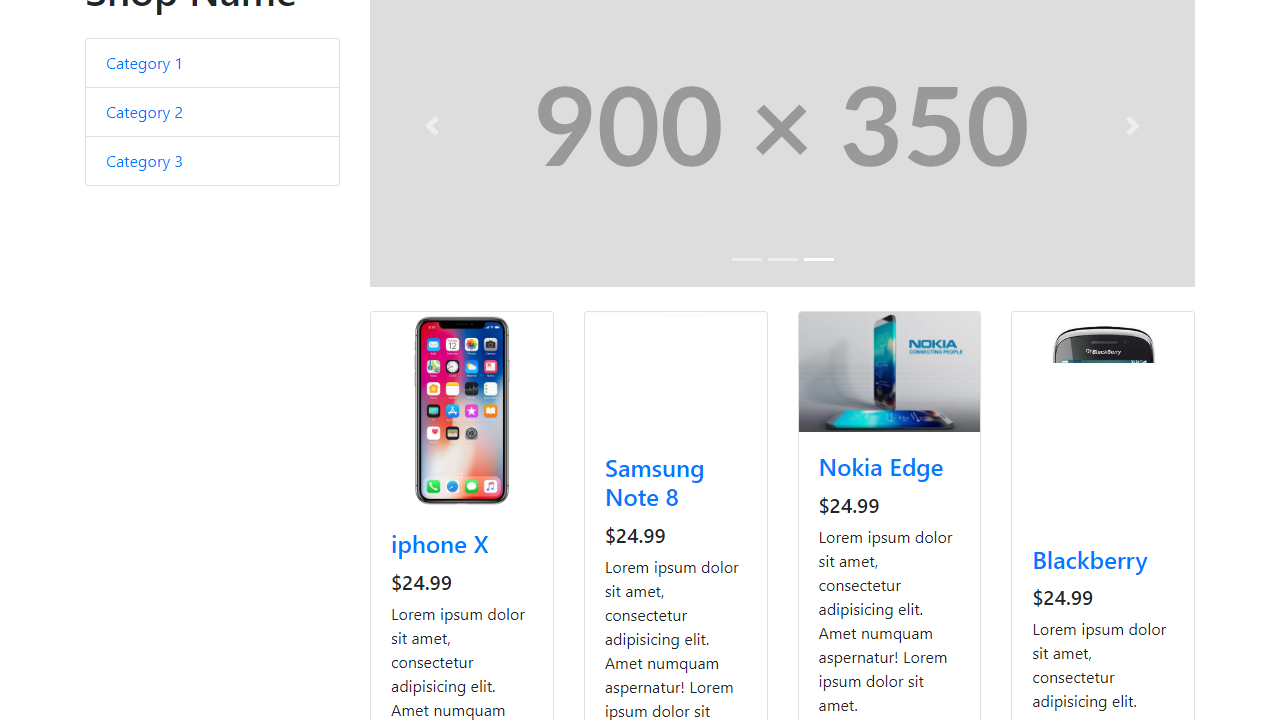 Shop Name
Category 1
Category 2
Category 3
900 × 350
NOKIA
CONNECTING PEOPLE
BlackBerry
iphone X
$24.99
Lorem ipsum dolor
sit amet,
consectetur
adipisicing elit.
Amet numquam
Samsung
Note 8
$24.99
Lorem ipsum dolor
sit amet,
consectetur
adipisicing elit.
Amet numquam
aspernatur! Lorem
ipsum dolor sit
Nokia Edge
$24.99
Lorem ipsum dolor
sit amet,
consectetur
adipisicing elit.
Amet numquam
aspernatur! Lorem
ipsum dolor sit
amet.
Blackberry
$24.99
Lorem ipsum dolor
sit amet,
consectetur
adipisicing elit.